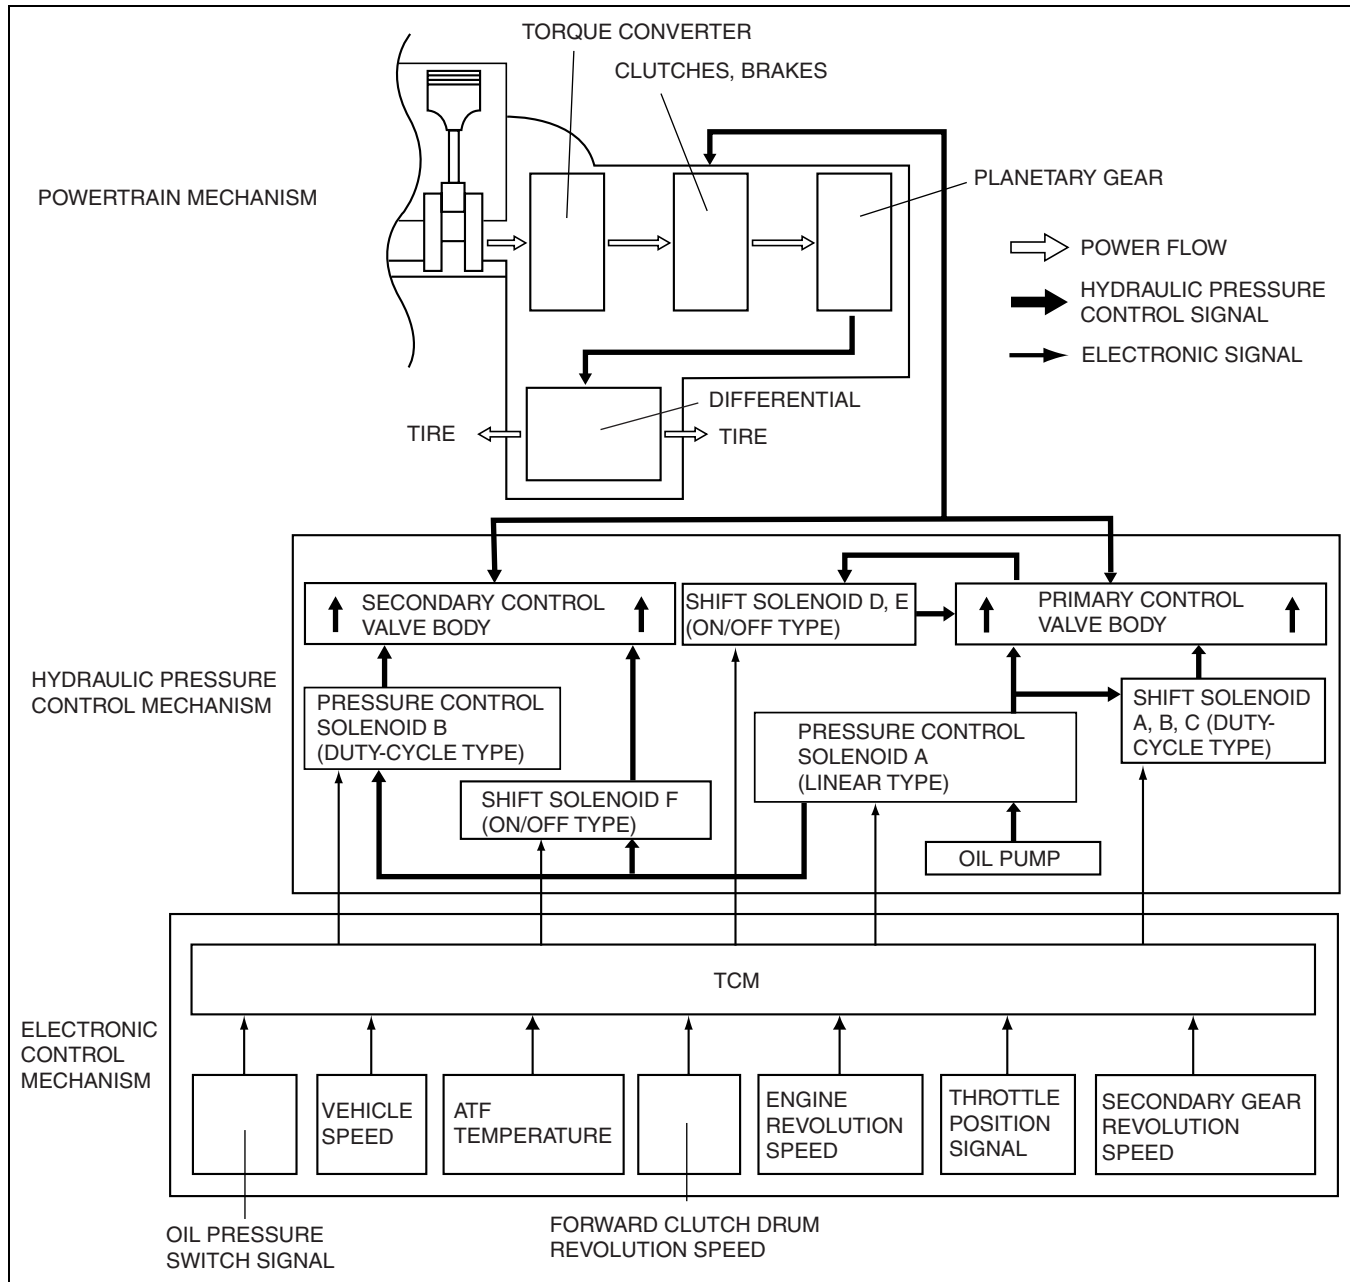 TORQUE CONVERTER
CLUTCHES, BRAKES
POWERTRAIN MECHANISM
PLANETARY GEAR
POWER FLOW
HYDRAULIC PRESSURE
CONTROL SIGNAL
ELECTRONIC SIGNAL
DIFFERENTIAL
TIRE
TIRE
SECONDARY CONTROL
VALVE BODY
SHIFT SOLENOID D, E
(ON/OFF TYPE)
PRIMARY CONTROL
VALVE BODY
HYDRAULIC PRESSURE
CONTROL MECHANISM
PRESSURE CONTROL
SOLENOID B
(DUTY-CYCLE TYPE)
SHIFT SOLENOID F
(ON/OFF TYPE)
PRESSURE CONTROL
SOLENOID A
(LINEAR TYPE)
SHIFT SOLENOID
A, B, C (DUTY-
CYCLE TYPE)
OIL PUMP
TCM
ELECTRONIC
CONTROL
MECHANISM
VEHICLE
SPEED
ATF
TEMPERATURE
ENGINE
REVOLUTION
SPEED
THROTTLE
POSITION
SIGNAL
SECONDARY GEAR
REVOLUTION
SPEED
OIL PRESSURE
SWITCH SIGNAL
FORWARD CLUTCH DRUM
REVOLUTION SPEED